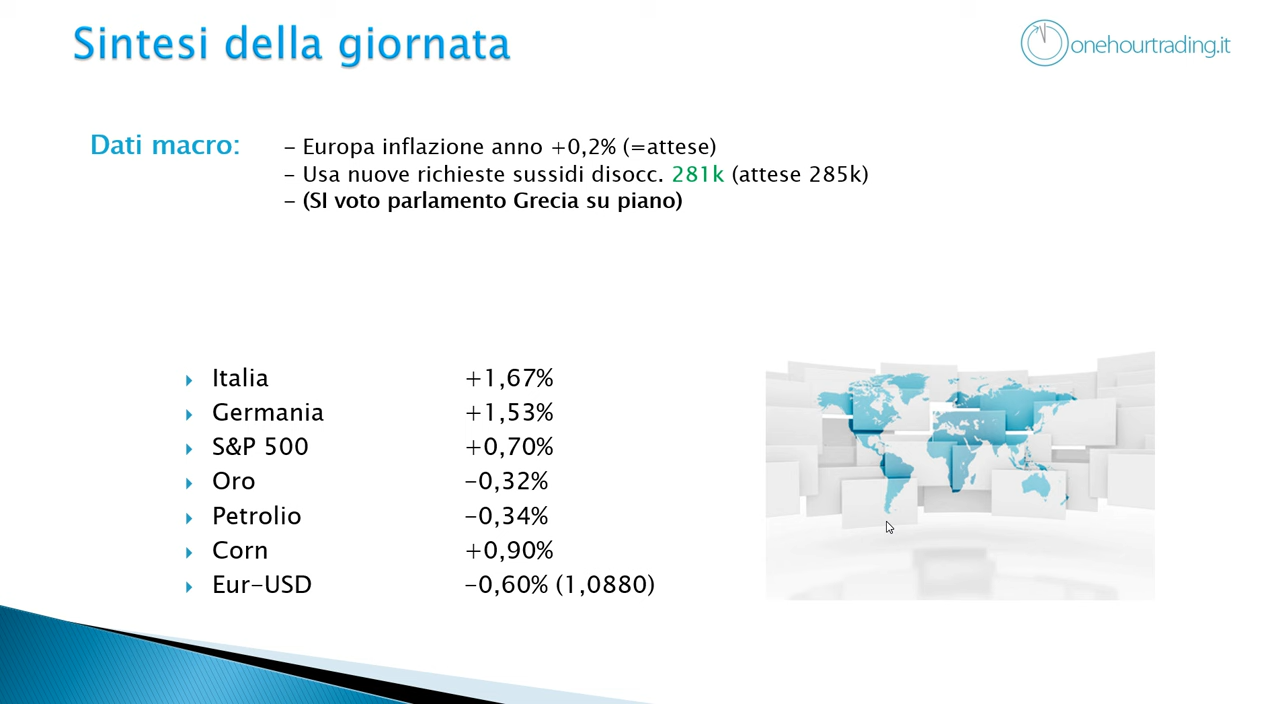 Sintesi della giornata
onehourtrading.it
Dati macro:
- Europa inflazione anno +0,2% (=attese)
- Usa nuove richieste sussidi disocc. 281k (attese 285k)
- (SI voto parlamento Grecia su piano)
Italia +1,67%
Germania +1,53%
S&P 500 +0,70%
Oro -0,32%
Petrolio -0,34%
Corn +0,90%
Eur-USD -0,60% (1,0880)